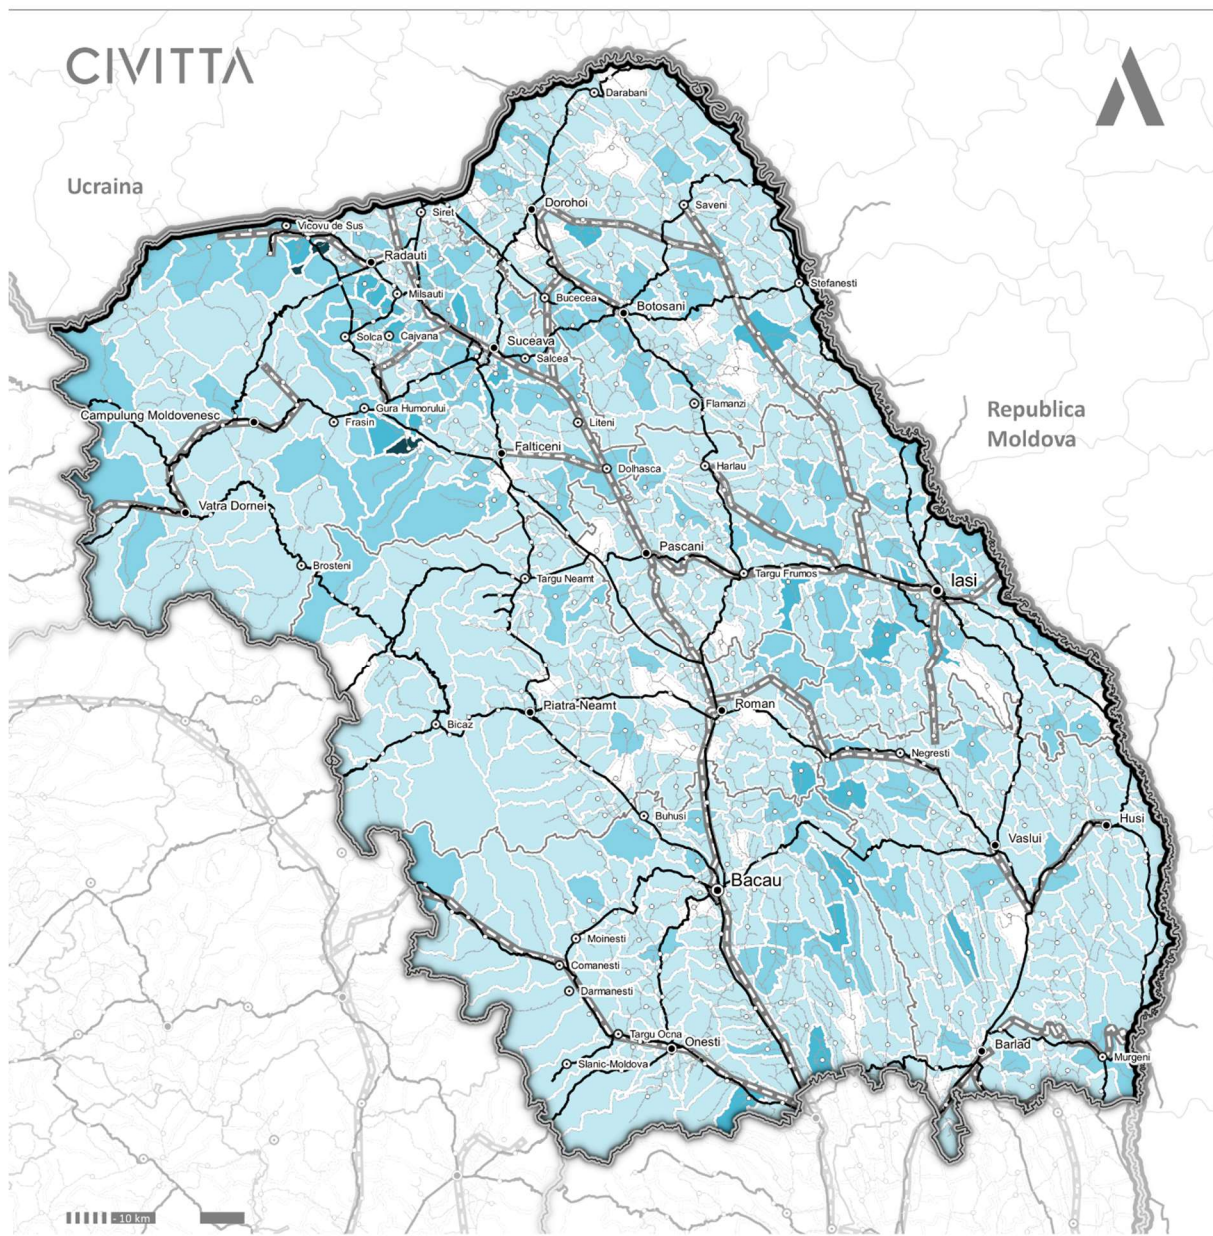 CIVITTA
Darabani
Ucraina
Dorohoi
Saveni
Siret
Vicovu de Sus
Radauti
Stefanesti
Milsauti
Bucecea
Botosani
Solca
Cajvana
Suceava
Salcea
Flamanzi
Republica
Moldova
Gura Humorului
Campulung Moldovenesc
Frasin
Liteni
Falticeni
Dolhasca
Harlau
Vatra Dornei
Pascani
Brosteni
Targu Neamt
Targu Frumos
Iasi
Piatra-Neamt
Roman
Bicaz
Negresti
Buhusi
Husi
Vaslui
Bacau
Moinesti
Comanesti
Darmanesti
Targu Ocna
Onesti
Barlad
Murgeni
Slanic-Moldova
- 10 km